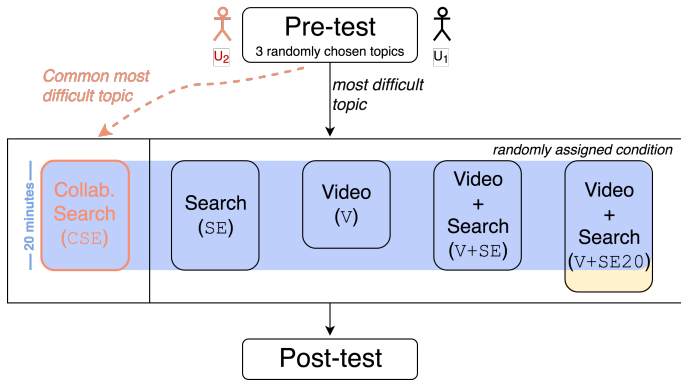 Pre-test
3 randomly chosen topics
U2
U1
Common most
difficult topic
most difficult
topic
randomly assigned condition
20 minutes
Collab.
Search
(CSE)
Search
(SE)
Video
(V)
Video
+
Search
(V+SE)
Video
+
Search
(V+SE20)
Post-test